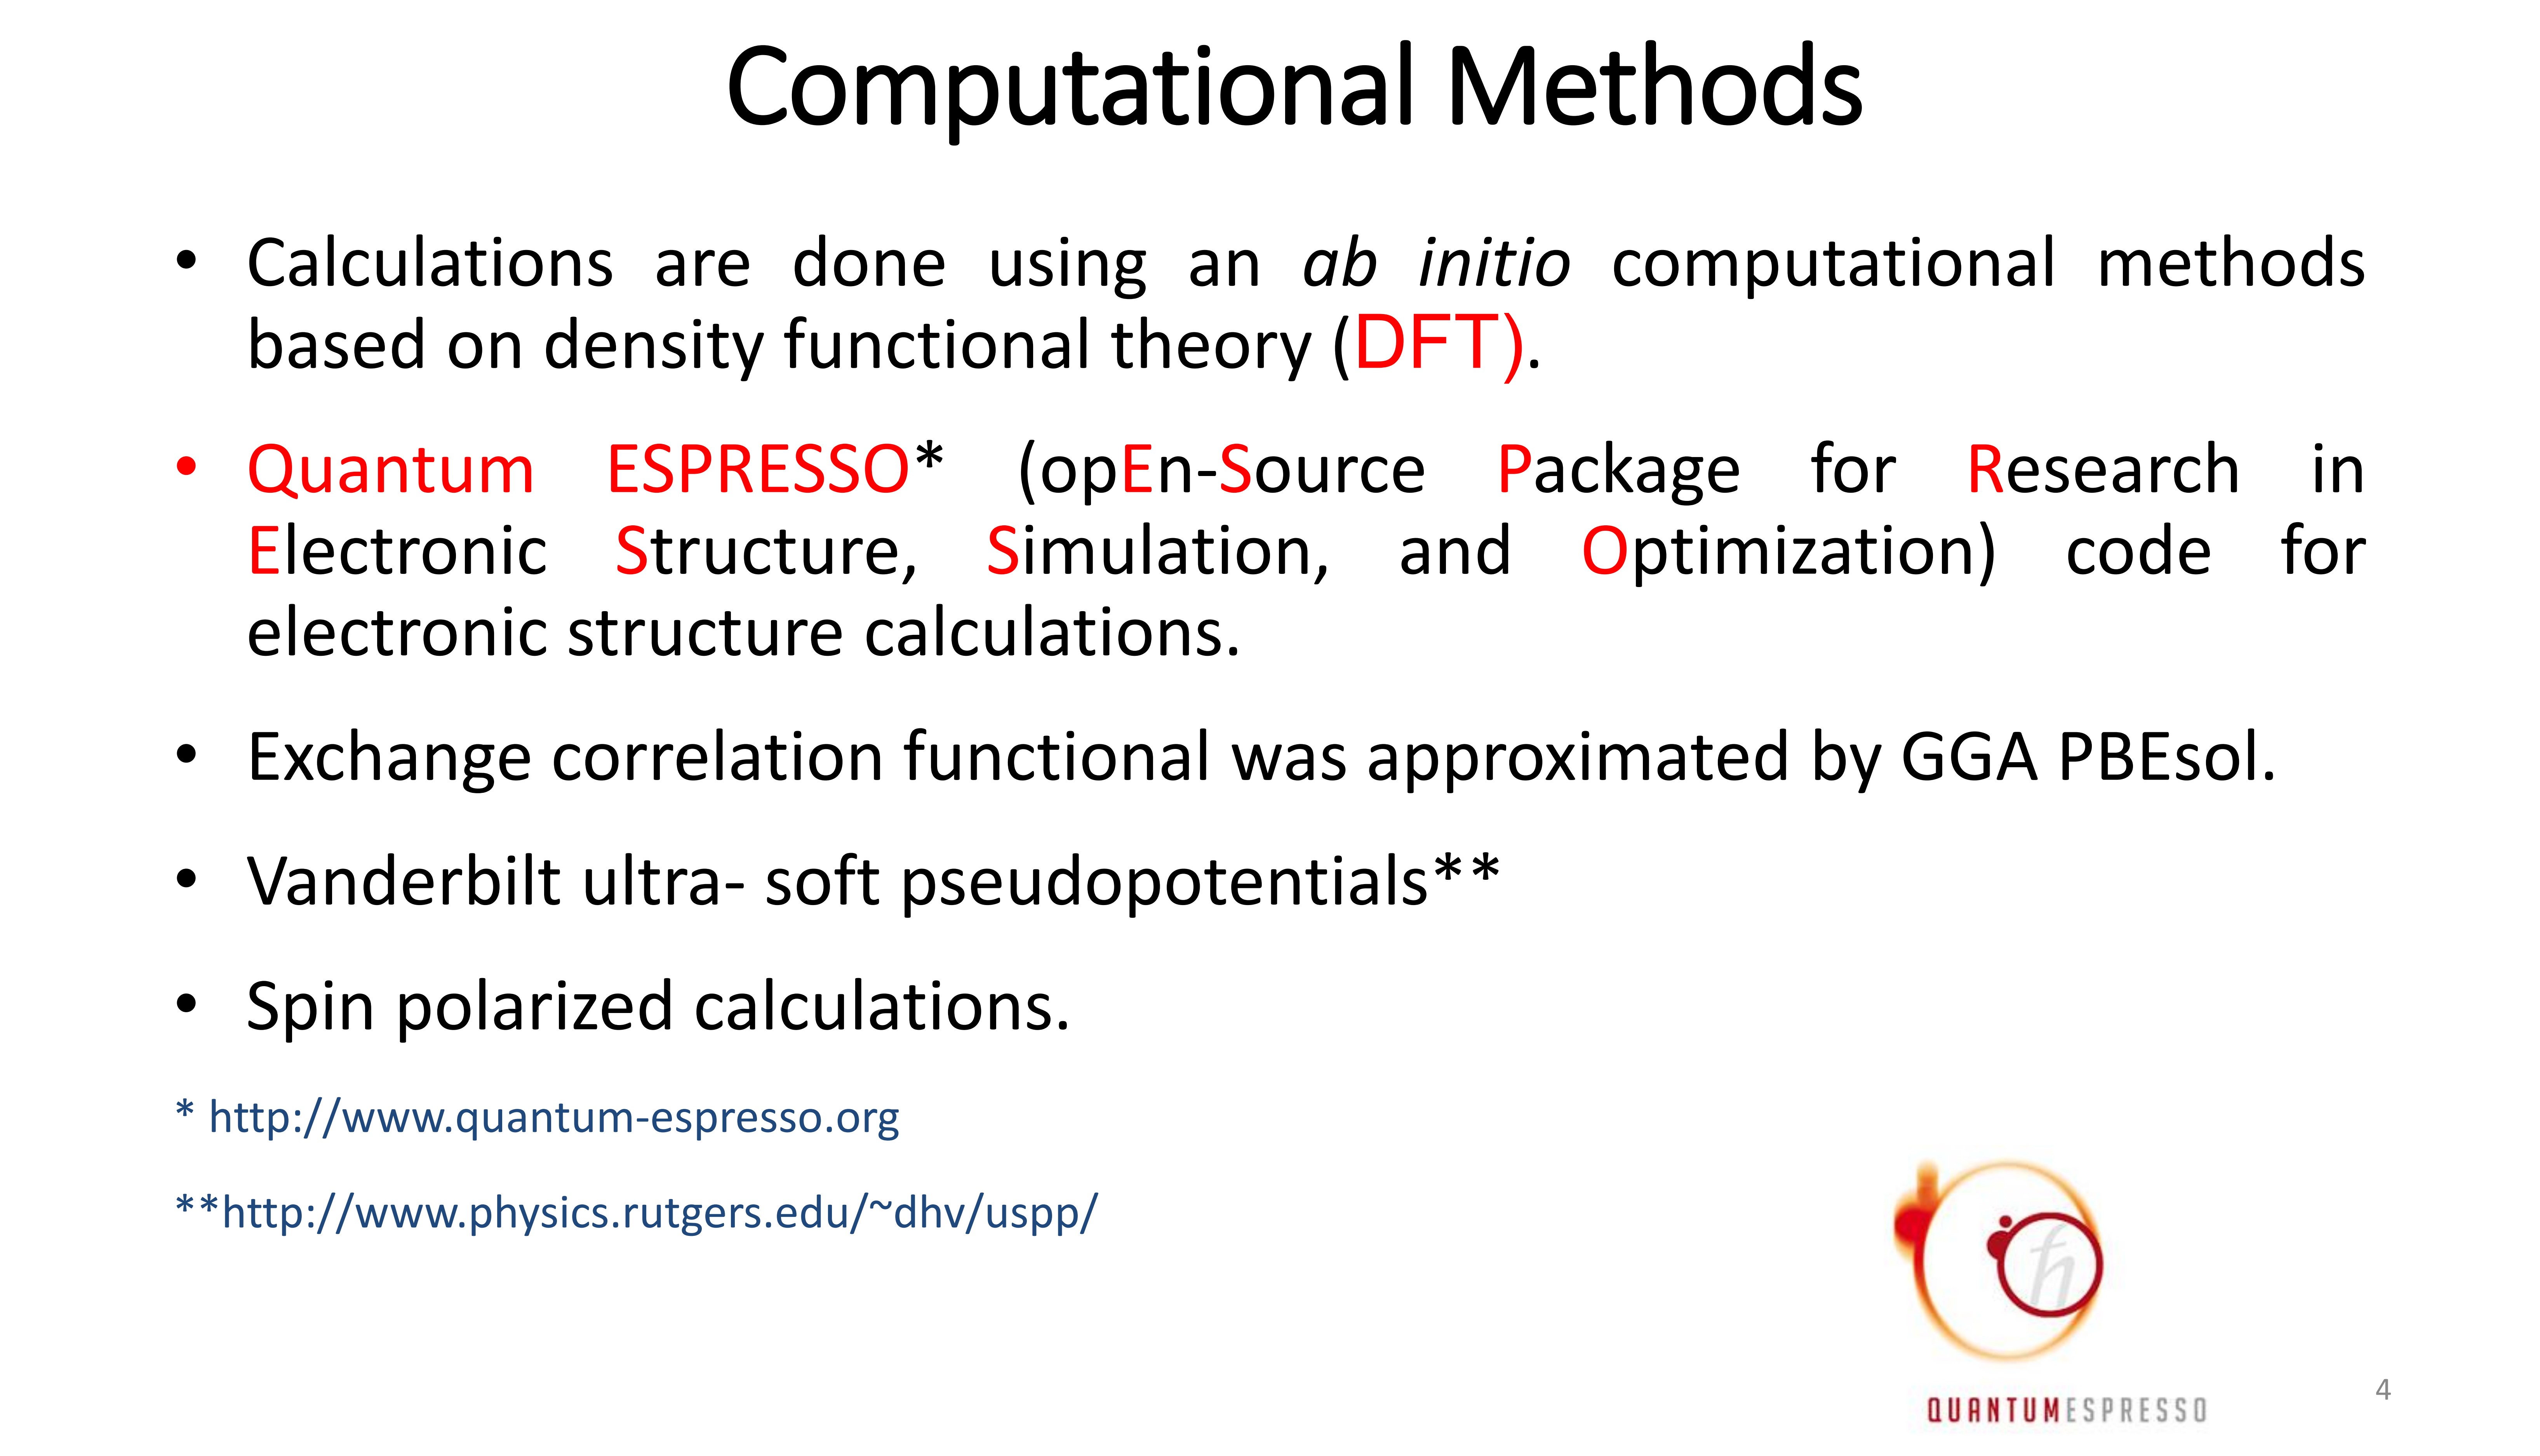 Computational Methods
• Calculations are done using an ab initio computational methods
based on density functional theory (DFT).
• Quantum ESPRESSO* (opEn-Source Package for Research in
Electronic Structure, Simulation, and Optimization) code for
electronic structure calculations.
• Exchange correlation functional was approximated by GGA PBEsol.
• Vanderbilt ultra- soft pseudopotentials**
• Spin polarized calculations.
* http://www.quantum-espresso.org
**http://www.physics.rutgers.edu/~dhv/uspp/
ℏ
QUANTUMESPRESSO
4